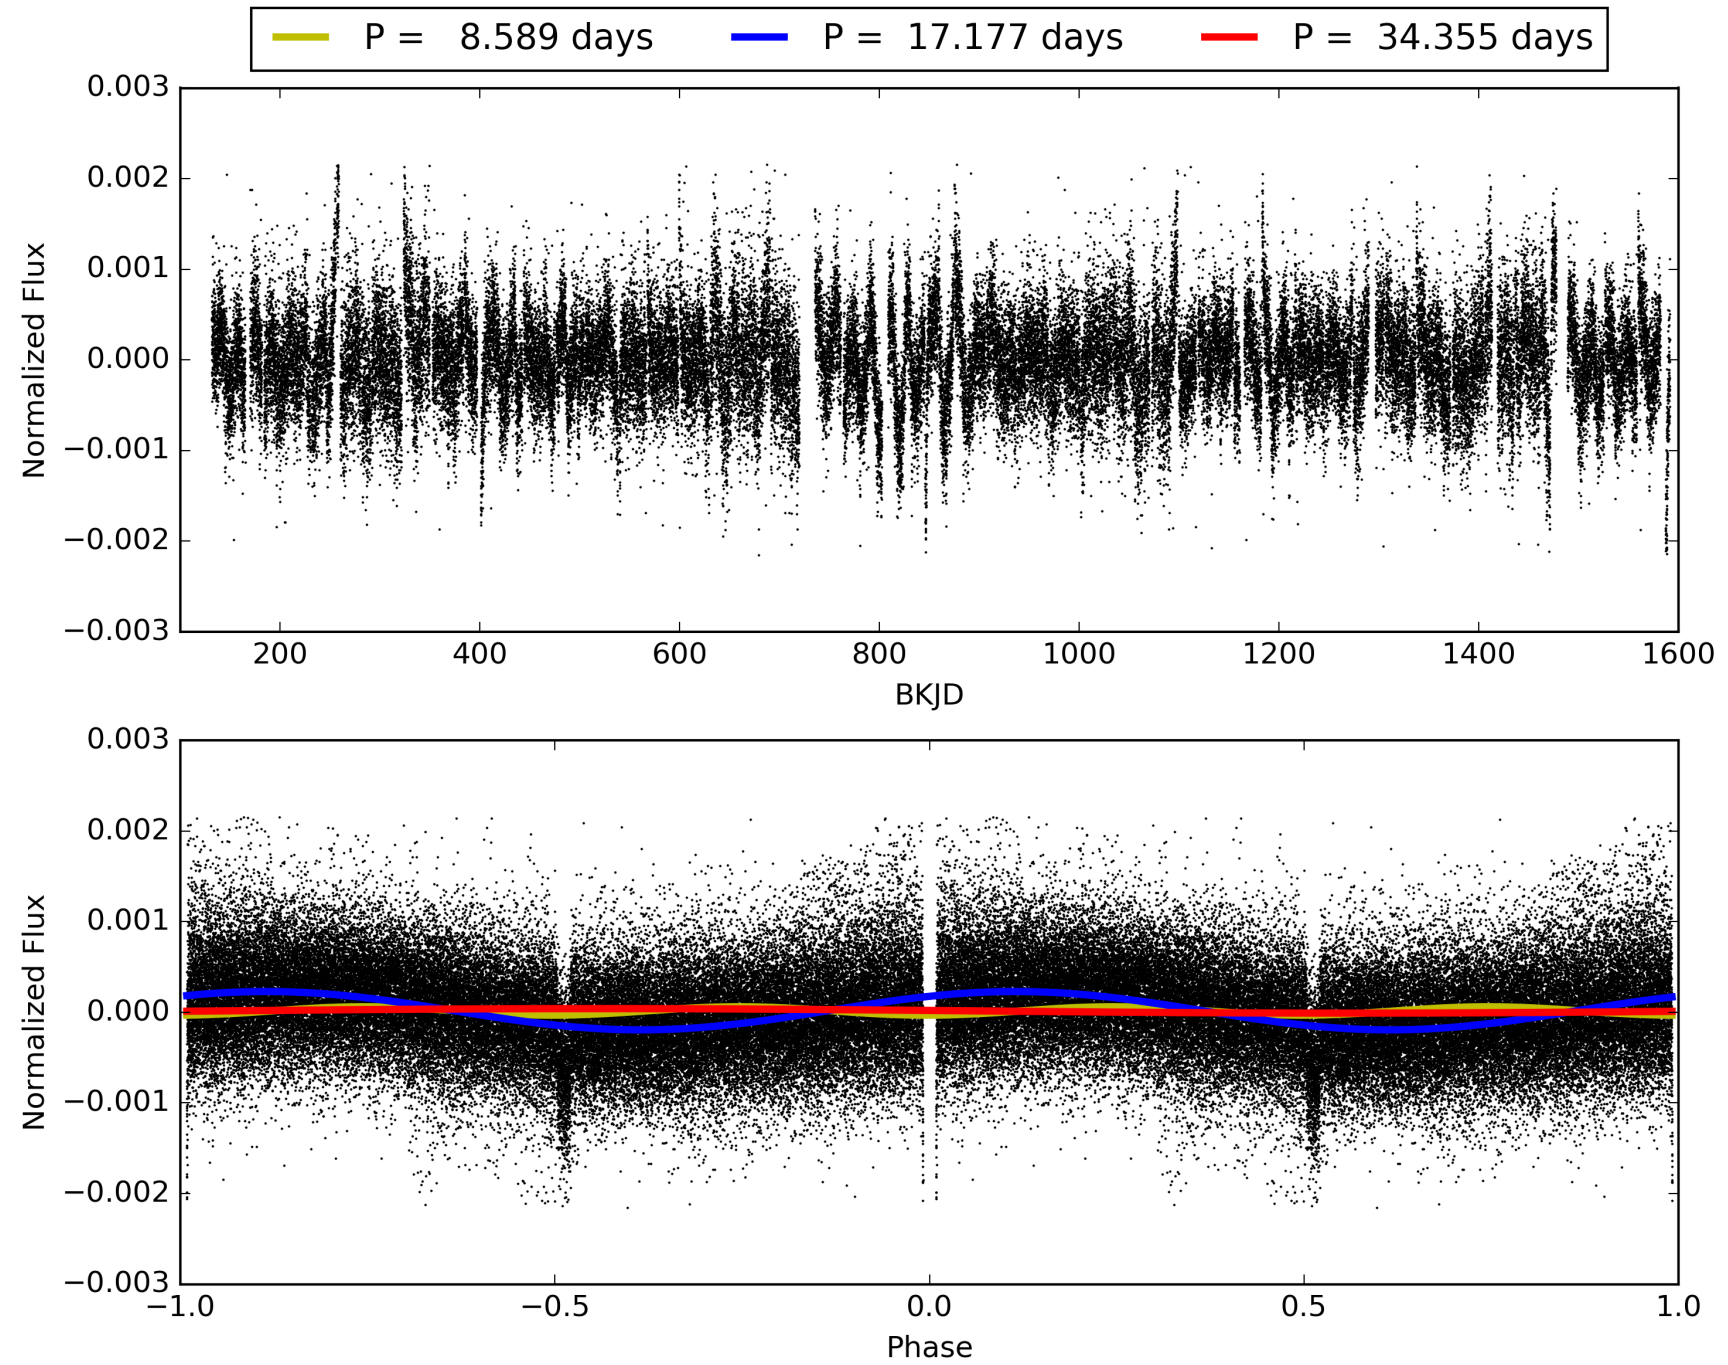 P = 8.589 days P = 17.177 days P = 34.355 days
0.003
0.002
0.001
0.000
−0.001
−0.002
−0.003
Normalized Flux
200 400 600 800 1000 1200 1400 1600
BKJD
0.003
0.002
0.001
0.000
−0.001
−0.002
−0.003
Normalized Flux
−1.0 −0.5 0.0 0.5 1.0
Phase